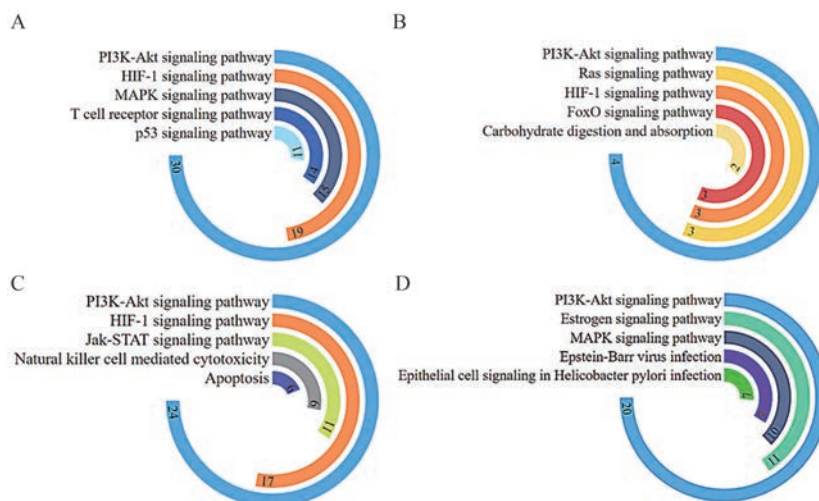 A
PI3K-Akt signaling pathway
HIF-1 signaling pathway
MAPK signaling pathway
T cell receptor signaling pathway
p53 signaling pathway
30
19
15
14
11
B
PI3K-Akt signaling pathway
Ras signaling pathway
HIF-1 signaling pathway
FoxO signaling pathway
Carbohydrate digestion and absorption
4
3
3
3
2
C
PI3K-Akt signaling pathway
HIF-1 signaling pathway
Jak-STAT signaling pathway
Natural killer cell mediated cytotoxicity
Apoptosis
24
17
11
D
PI3K-Akt signaling pathway
Estrogen signaling pathway
MAPK signaling pathway
Epstein-Barr virus infection
Epithelial cell signaling in Helicobacter pylori infection
20
11
10
7